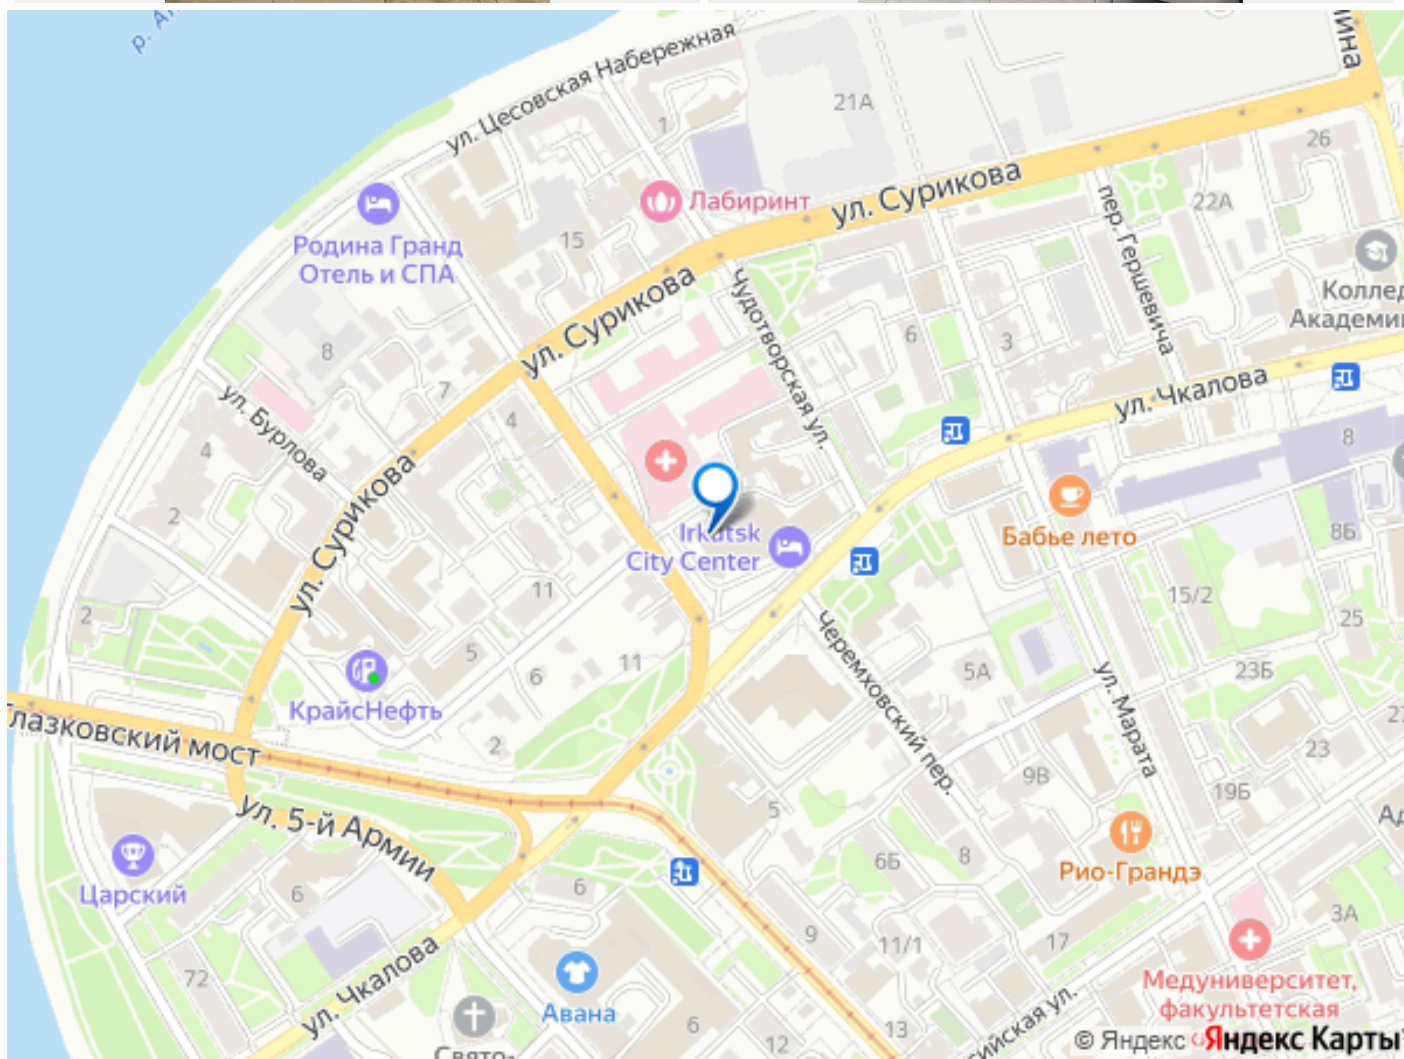 р. А
ул. Цесовская Набережная
21А
1
26
Лабиринт
ул. Сурикова
пер. Гершевича
22А
Родина Гранд
Отель и СПА
15
Коллед
Академи
ул. Сурикова
Чудотворская ул.
6
3
8
7
4
ул. Чкалова
ул. Бурлова
4
8
ул. Сурикова
2
Irkutsk
City Center
Бабье лето
8Б
11
15/2
2
25
Черемховский пер.
5
6
11
5А
23Б
ул. Марата
КрайсНефть
Глазковский мост
2
23
9В
19Б
ул. 5-й Армии
5
Царский
6
6
6Б
8
Рио-Грандэ
3А
9
11/1
17
72
ул. Чкалова
Авана
Медуниверситет,
факультетская
6
12
13
Свято-
© Яндекс Яндекс Карты